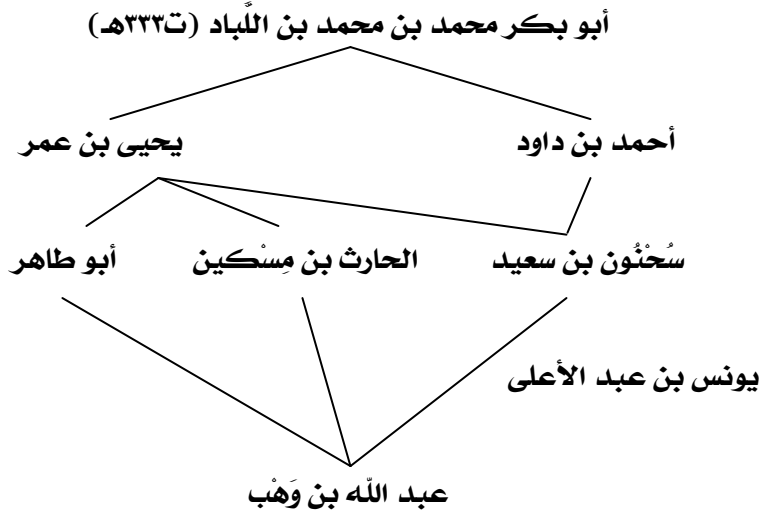 أبو بكر محمد بن محمد بن اللَّباد (ت٣٣٣هـ)
أحمد بن داود
يحيى بن عمر
سُحْنُون بن سعيد
الحارث بن مِسْكين
أبو طاهر
يونس بن عبد الأعلى
عبد الله بن وَهْب